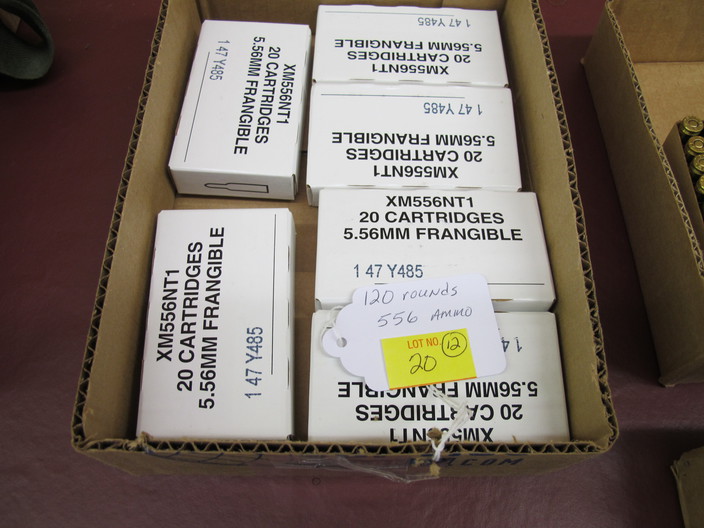 XM556NT1
20 CARTRIDGES
5.56MM FRANGIBLE
1 47 Y485
XM556NT1
20 CARTRIDGES
5.56MM FRANGIBLE
1 47 Y485
XM556NT1
20 CARTRIDGES
5.56MM FRANGIBLE
1 47 Y485
XM556NT1
20 CARTRIDGES
5.56MM FRANGIBLE
1 47 Y485
XM556NT1
20 CARTRIDGES
5.56MM FRANGIBLE
1 47 Y485
XM556NT1
20 CARTRIDGES
5.56MM FRANGIBLE
1 4
120 rounds
556 Ammo
LOT NO. 12
20